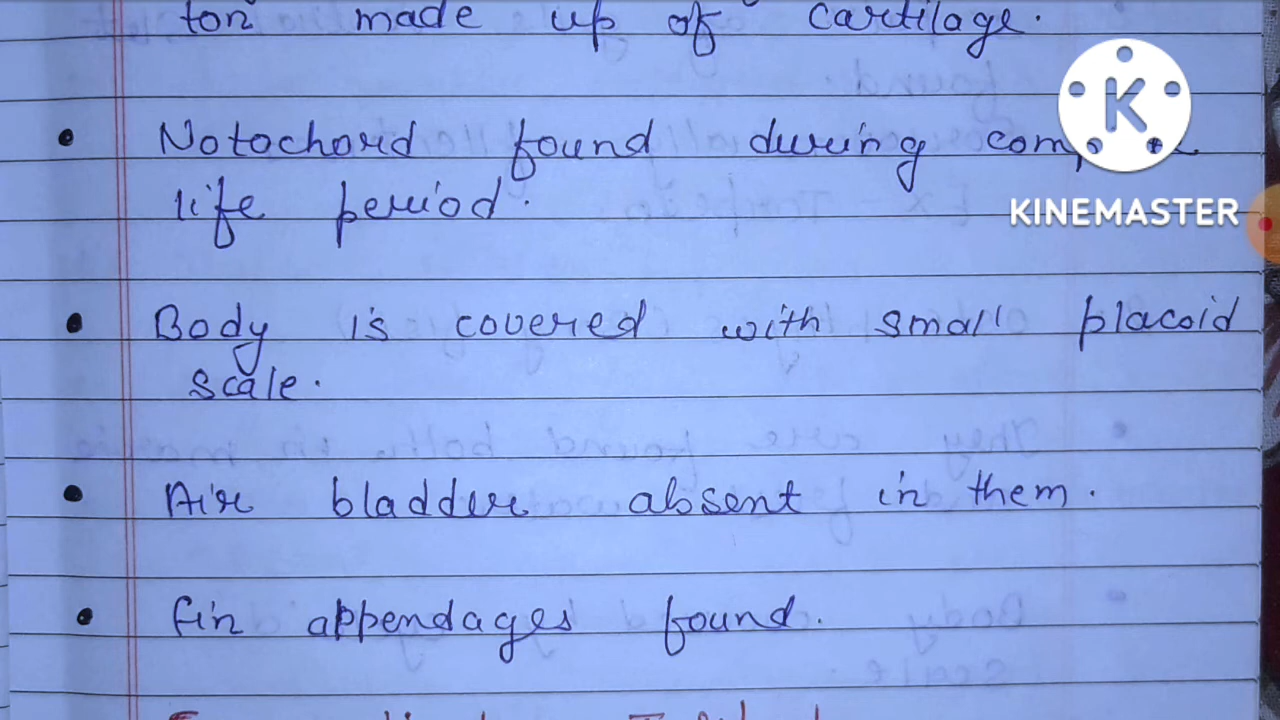 ton made up of cartilage.
• Notochord found during
life period.
• Body is covered with small placoid
scale.
• Air bladder absent in them.
• fin appendages found.
K
KINEMASTER